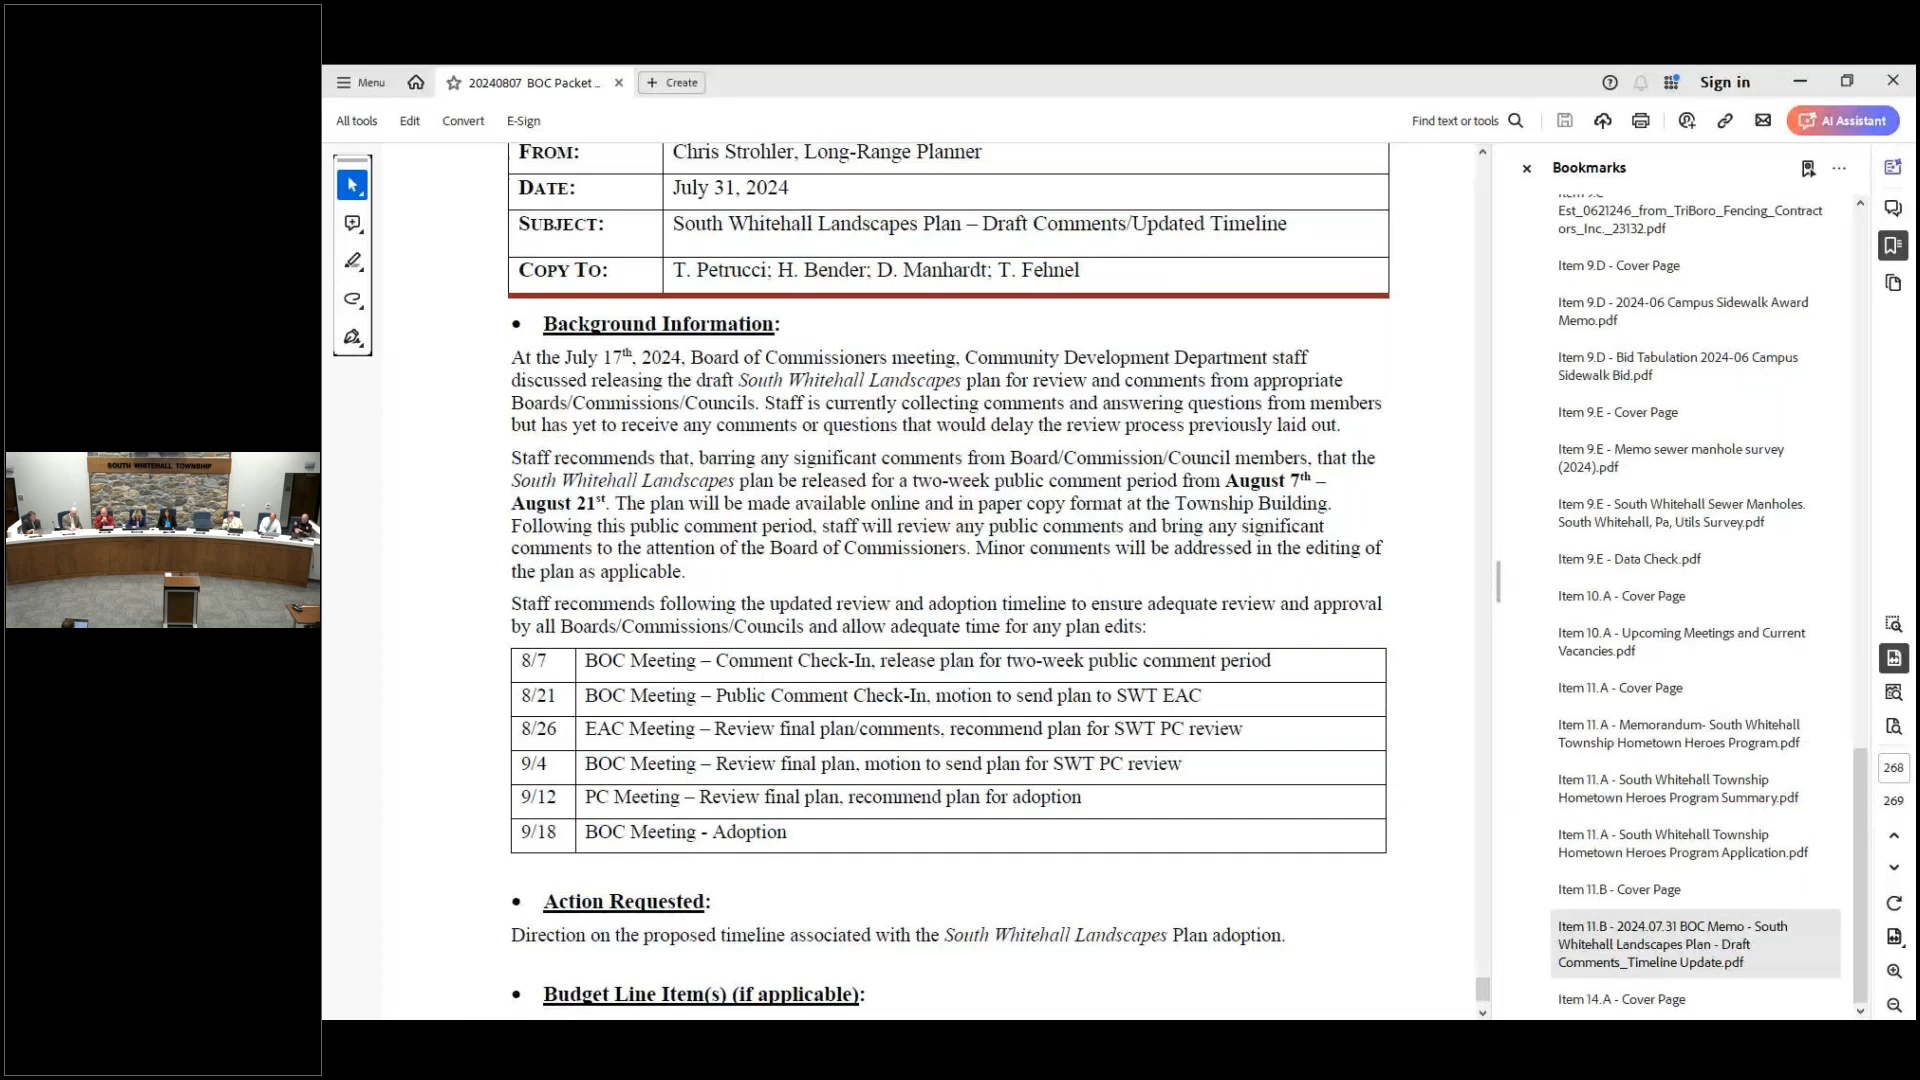 SOUTH WHITEHALL TOWNSHIP
Menu
20240807 BOC Packet ...
Create
Sign in
All tools
Edit
Convert
E-Sign
Find text or tools
AI Assistant
FROM:
Chris Strohler, Long-Range Planner
DATE:
July 31, 2024
SUBJECT:
South Whitehall Landscapes Plan – Draft Comments/Updated Timeline
COPY TO:
T. Petrucci; H. Bender; D. Manhardt; T. Fehnel
• Background Information:
At the July 17th, 2024, Board of Commissioners meeting, Community Development Department staff
discussed releasing the draft South Whitehall Landscapes plan for review and comments from appropriate
Boards/Commissions/Councils. Staff is currently collecting comments and answering questions from members
but has yet to receive any comments or questions that would delay the review process previously laid out.
Staff recommends that, barring any significant comments from Board/Commission/Council members, that the
South Whitehall Landscapes plan be released for a two-week public comment period from August 7th –
August 21st. The plan will be made available online and in paper copy format at the Township Building.
Following this public comment period, staff will review any public comments and bring any significant
comments to the attention of the Board of Commissioners. Minor comments will be addressed in the editing of
the plan as applicable.
Staff recommends following the updated review and adoption timeline to ensure adequate review and approval
by all Boards/Commissions/Councils and allow adequate time for any plan edits:
8/7 BOC Meeting – Comment Check-In, release plan for two-week public comment period
8/21 BOC Meeting – Public Comment Check-In, motion to send plan to SWT EAC
8/26 EAC Meeting – Review final plan/comments, recommend plan for SWT PC review
9/4 BOC Meeting – Review final plan, motion to send plan for SWT PC review
9/12 PC Meeting – Review final plan, recommend plan for adoption
9/18 BOC Meeting - Adoption
• Action Requested:
Direction on the proposed timeline associated with the South Whitehall Landscapes Plan adoption.
• Budget Line Item(s) (if applicable):
Bookmarks
Item 9.C
Est_0621246_from_TriBoro_Fencing_Contract
ors_Inc._23132.pdf
Item 9.D - Cover Page
Item 9.D - 2024-06 Campus Sidewalk Award
Memo.pdf
Item 9.D - Bid Tabulation 2024-06 Campus
Sidewalk Bid.pdf
Item 9.E - Cover Page
Item 9.E - Memo sewer manhole survey
(2024).pdf
Item 9.E - South Whitehall Sewer Manholes.
South Whitehall, Pa, Utils Survey.pdf
Item 9.E - Data Check.pdf
Item 10.A - Cover Page
Item 10.A - Upcoming Meetings and Current
Vacancies.pdf
Item 11.A - Cover Page
Item 11.A - Memorandum- South Whitehall
Township Hometown Heroes Program.pdf
Item 11.A - South Whitehall Township
Hometown Heroes Program Summary.pdf
Item 11.A - South Whitehall Township
Hometown Heroes Program Application.pdf
Item 11.B - Cover Page
Item 11.B - 2024.07.31 BOC Memo - South
Whitehall Landscapes Plan - Draft
Comments_Timeline Update.pdf
Item 14.A - Cover Page
268
269